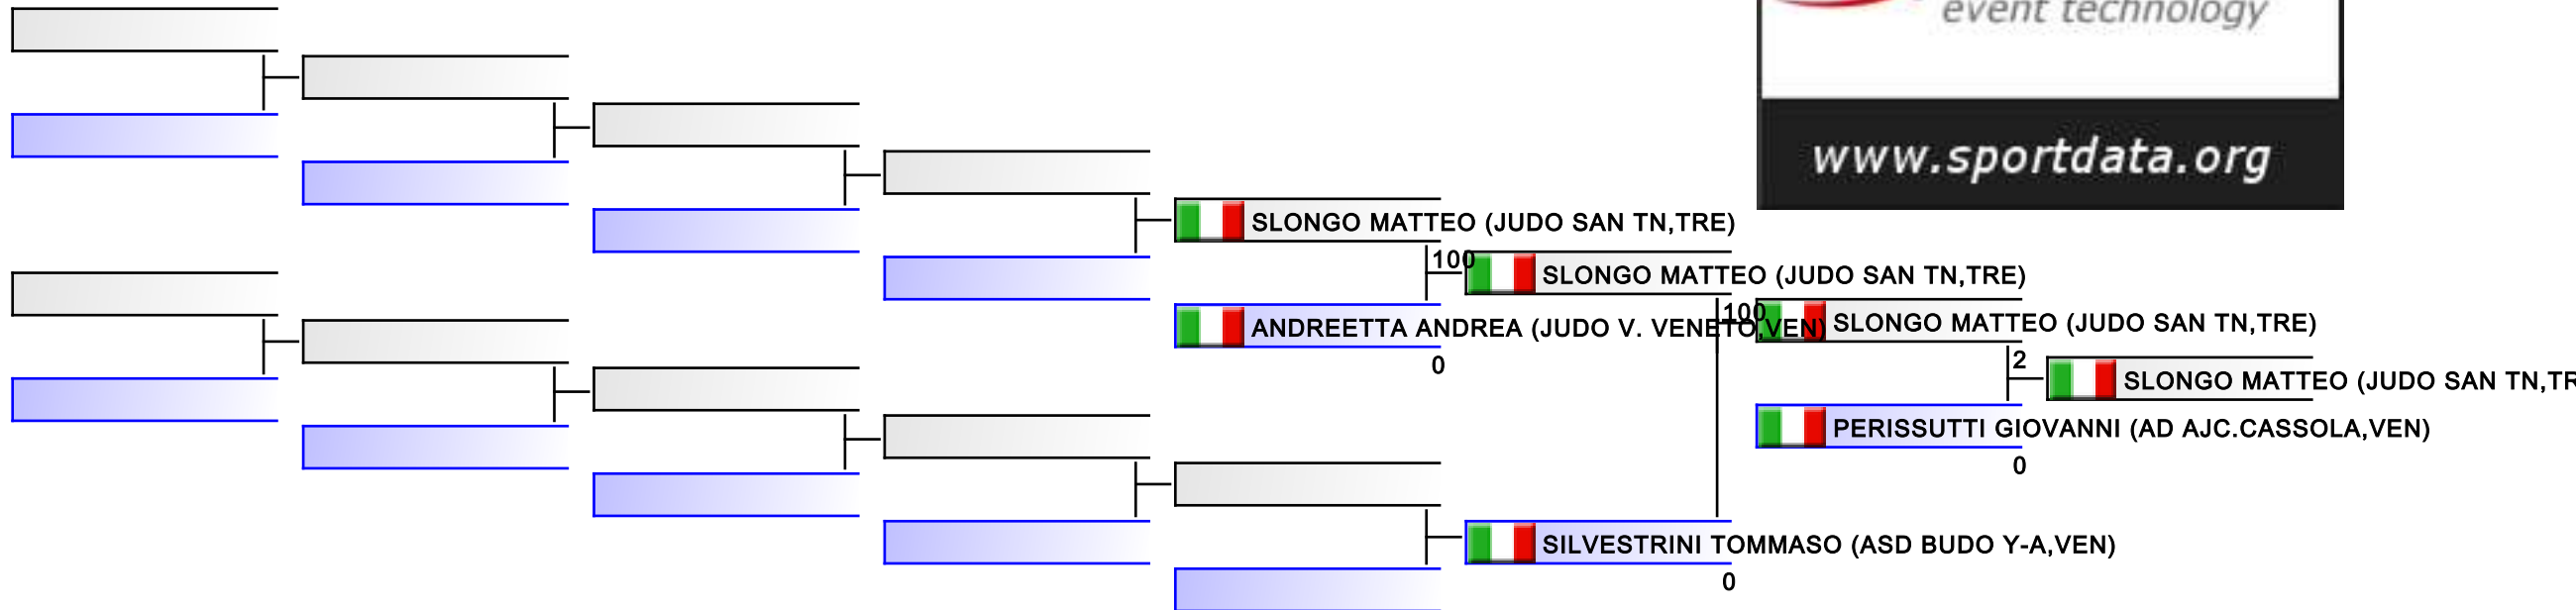 event technology
www.sportdata.org
SLONGO MATTEO (JUDO SAN TN,TRE)
100
SLONGO MATTEO (JUDO SAN TN,TRE)
100
ANDREETTA ANDREA (JUDO V. VENETO,VEN)
SLONGO MATTEO (JUDO SAN TN,TRE)
0
2
SLONGO MATTEO (JUDO SAN TN,TR
PERISSUTTI GIOVANNI (AD AJC.CASSOLA,VEN)
0
SILVESTRINI TOMMASO (ASD BUDO Y-A,VEN)
0